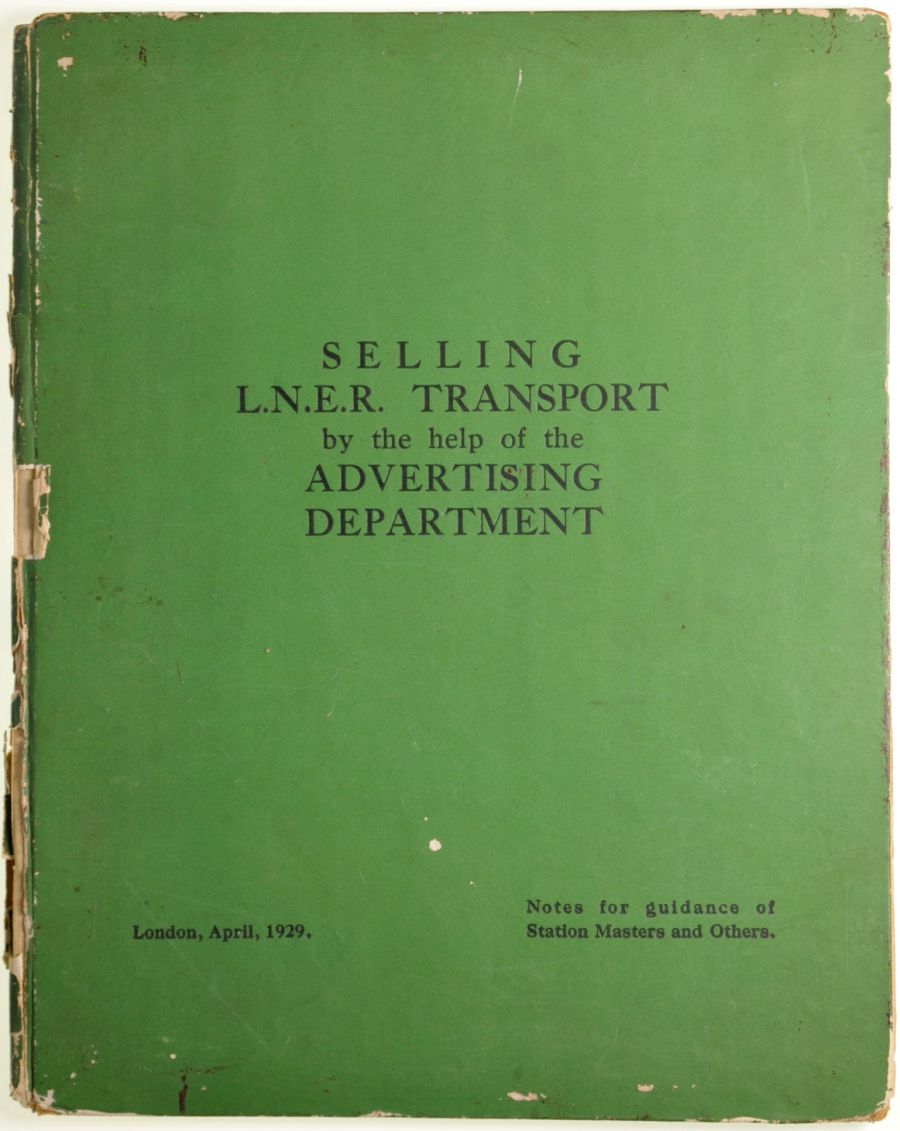 SELLING
L.N.E.R. TRANSPORT
by the help of the
ADVERTISING
DEPARTMENT
London, April, 1929.
Notes for guidance of
Station Masters and Others.